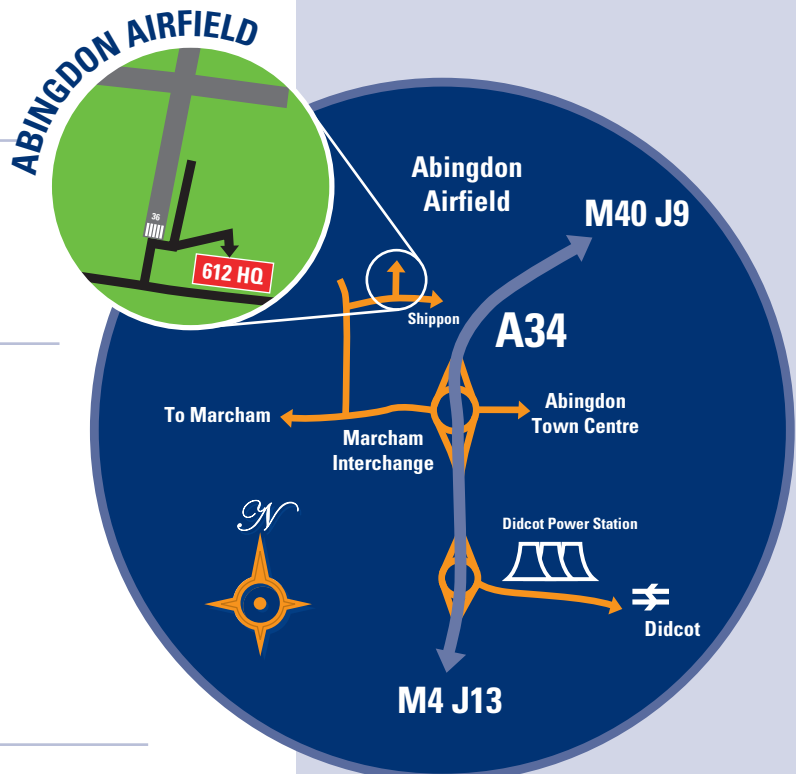 ABINGDON AIRFIELD
36
612 HQ
Abingdon
Airfield
M40 J9
Shippon
A34
To Marcham
Abingdon
Town Centre
Marcham
Interchange
N
Didcot Power Station
Didcot
M4 J13